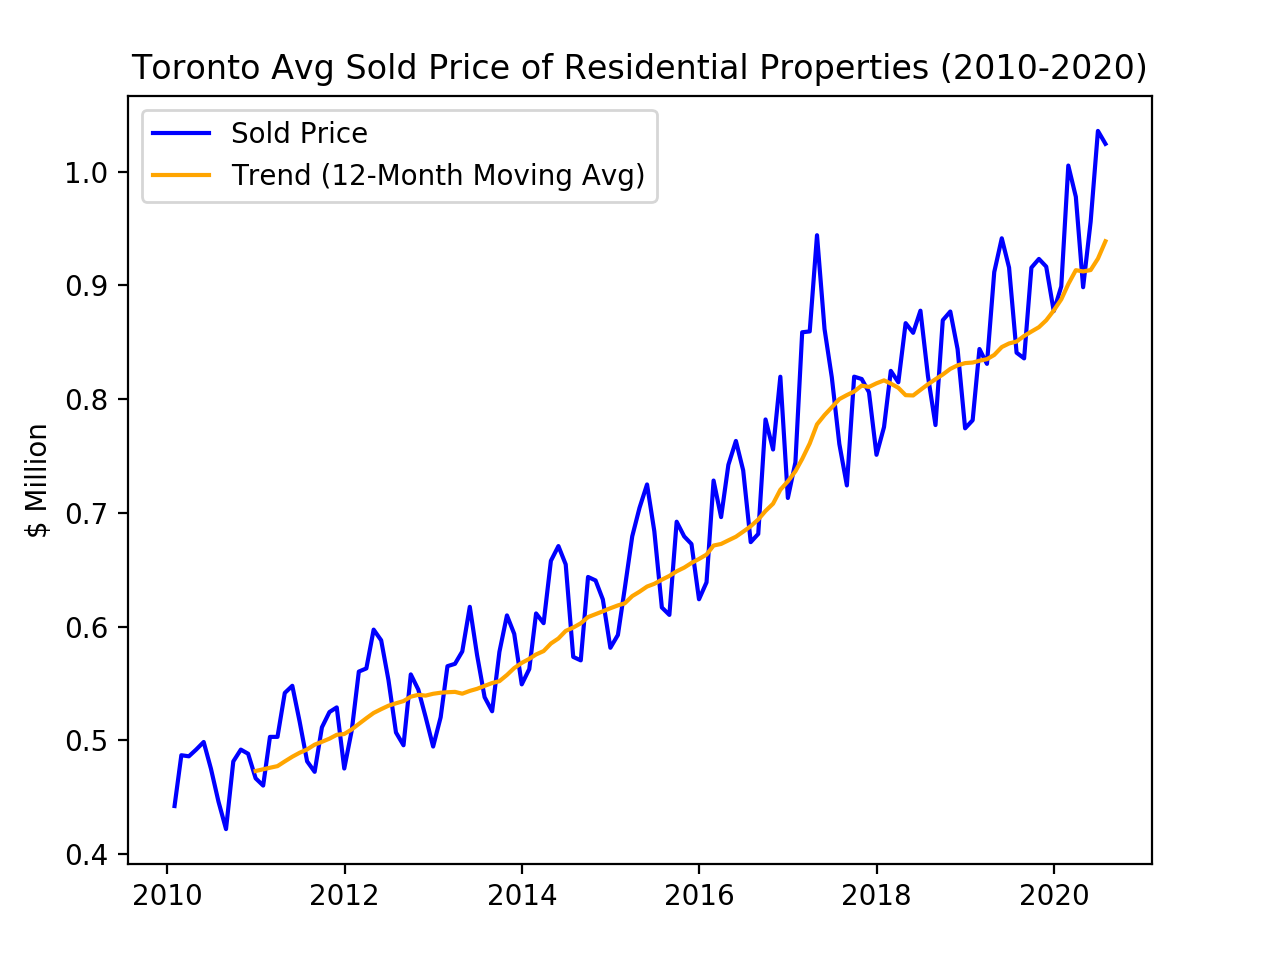 Toronto Avg Sold Price of Residential Properties (2010-2020)
Sold Price
Trend (12-Month Moving Avg)
$ Million
1.0
0.9
0.8
0.7
0.6
0.5
0.4
2010 2012 2014 2016 2018 2020